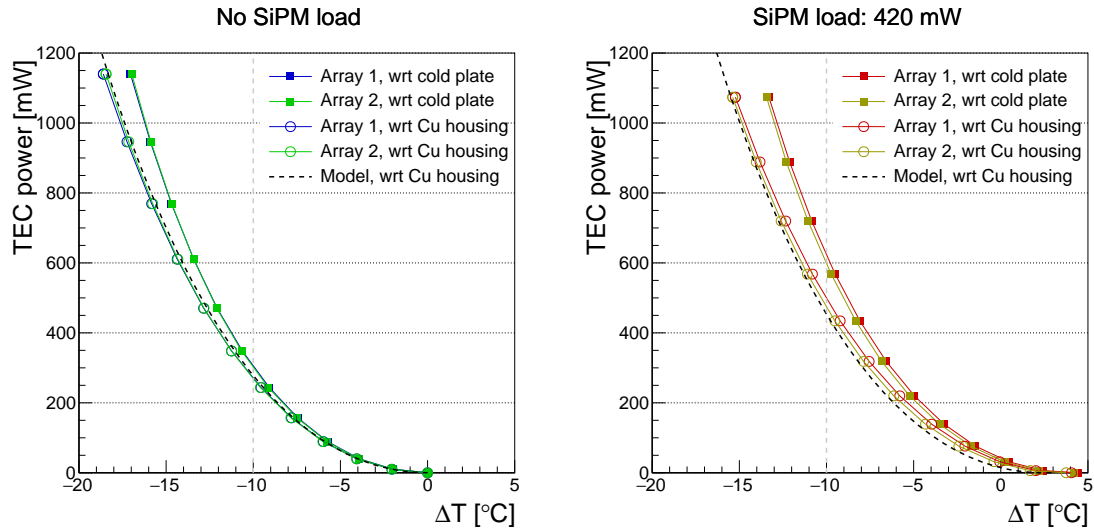 No SiPM load
TEC power [mW]
1200
1000
800
600
400
200
0
Array 1, wrt cold plate
Array 2, wrt cold plate
Array 1, wrt Cu housing
Array 2, wrt Cu housing
Model, wrt Cu housing
−20 −15 −10 −5 0 5
ΔT [°C]
SiPM load: 420 mW
TEC power [mW]
1200
1000
800
600
400
200
0
Array 1, wrt cold plate
Array 2, wrt cold plate
Array 1, wrt Cu housing
Array 2, wrt Cu housing
Model, wrt Cu housing
−20 −15 −10 −5 0 5
ΔT [°C]